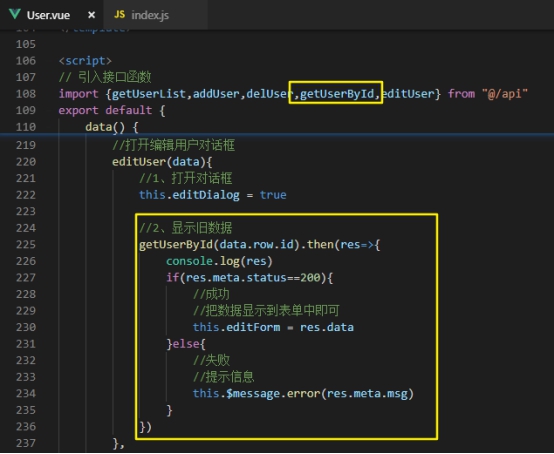 User.vue × JS index.js
105
106 <script>
107 // 引入接口函数
108 import {getUserList,addUser,delUser,getUserById,editUser} from "@/api"
109 export default {
110 data() {
219 //打开编辑用户对话框
220 editUser(data){
221 //1、打开对话框
222 this.editDialog = true
223
224 //2、显示旧数据
225 getUserById(data.row.id).then(res=>{
226 console.log(res)
227 if(res.meta.status==200){
228 //成功
229 //把数据显示到表单中即可
230 this.editForm = res.data
231 }else{
232 //失败
233 //提示信息
234 this.$message.error(res.meta.msg)
235 }
236 })
237 },